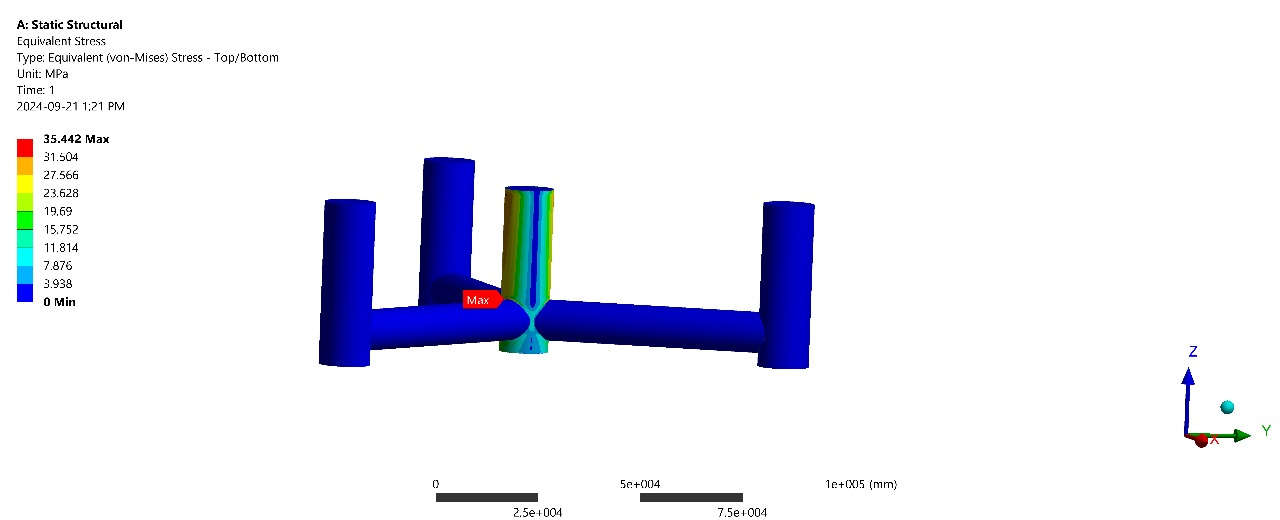 A: Static Structural
Equivalent Stress
Type: Equivalent (von-Mises) Stress - Top/Bottom
Unit: MPa
Time: 1
2024-09-21 1:21 PM
35.442 Max
31.504
27.566
23.628
19.69
15.752
11.814
7.876
3.938
0 Min
Max
Z
Y
X
0 5e+004 1e+005 (mm)
2.5e+004 7.5e+004